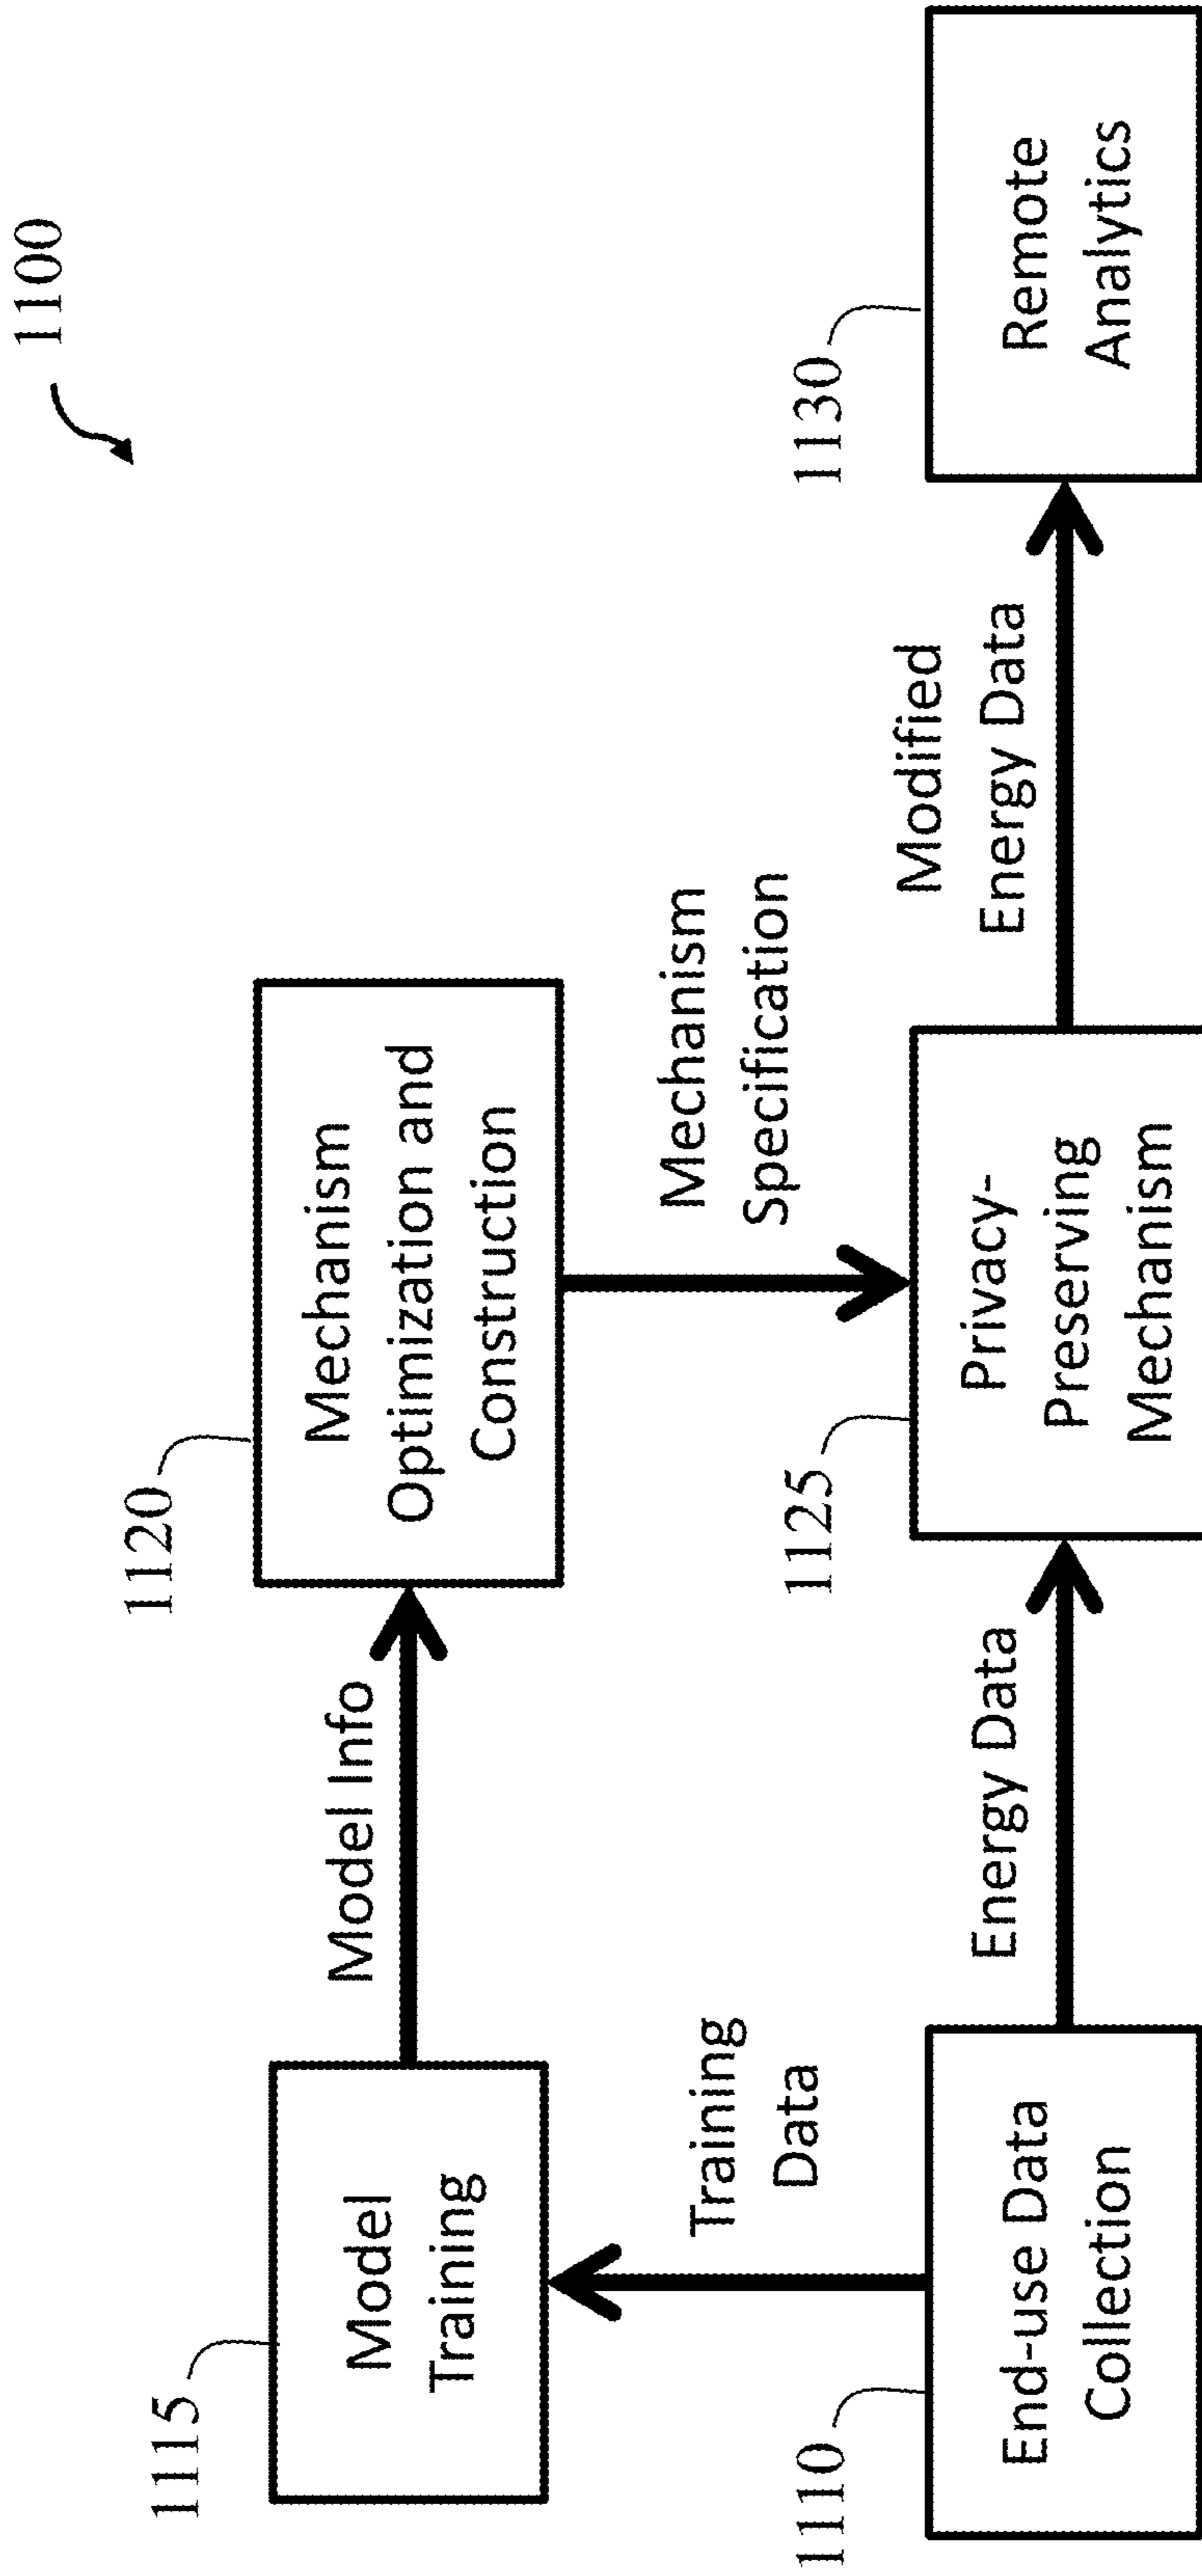 1100
1115
Model
Training
Model Info
1120
Mechanism
Optimization and
Construction
Training
Data
Mechanism
Specification
1110
End-use Data
Collection
Energy Data
1125
Privacy-
Preserving
Mechanism
Modified
Energy Data
1130
Remote
Analytics